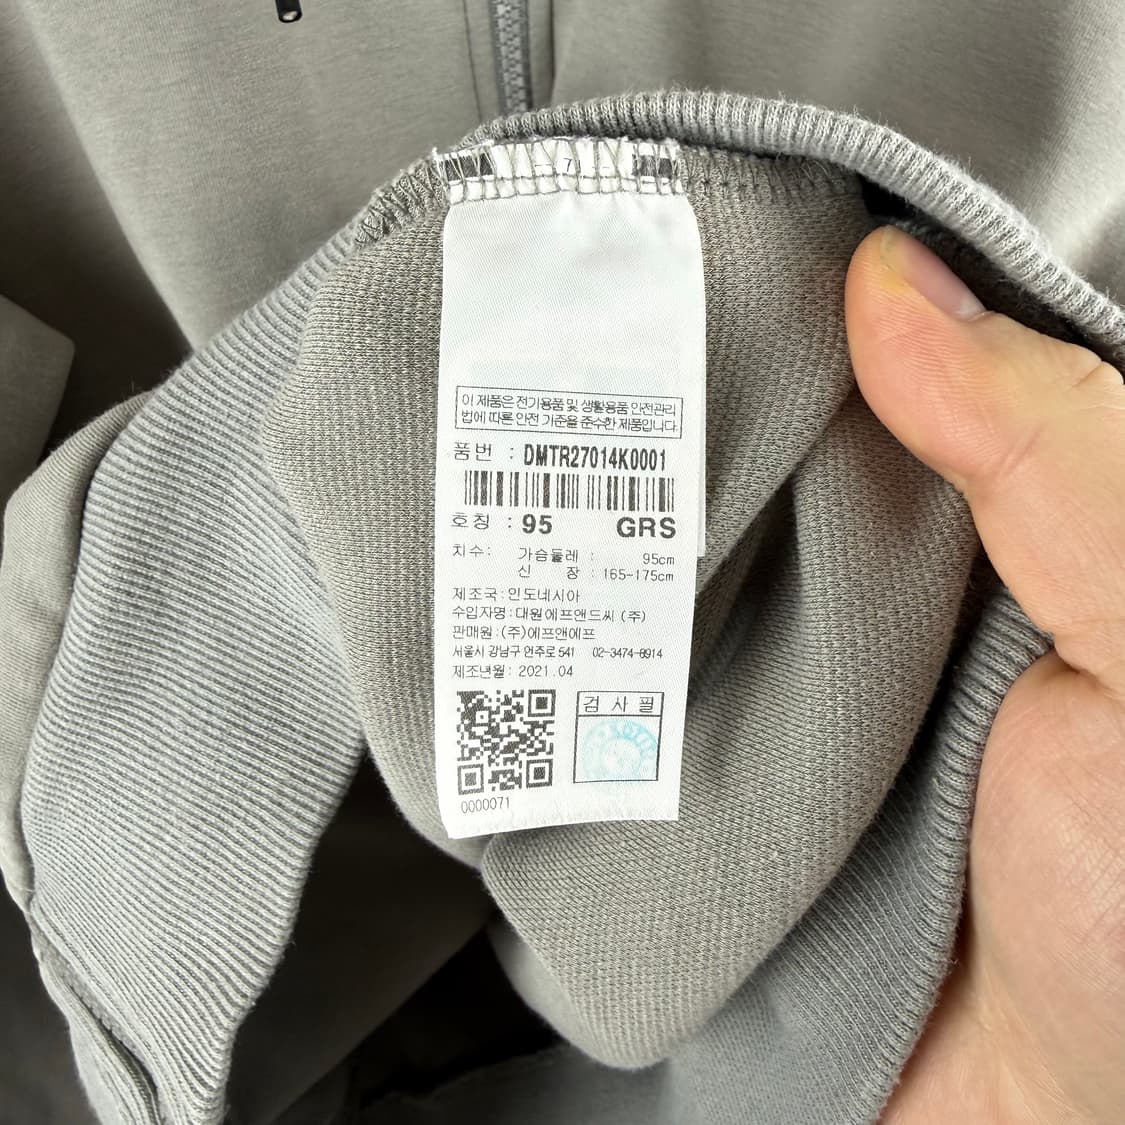 이 제품은 전기용품 및 생활용품 안전관리
법에 따른 안전 기준을 준수한 제품입니다.
품번 : DMTR27014K0001
호칭 : 95 GRS
치수 : 가슴둘레 : 95cm
신 장 : 165-175cm
제조국 : 인도네시아
수입자명 : 대원에프앤드씨 (주)
판매원 : (주)에프앤에프
서울시 강남구 언주로 541 02-3474-8914
제조년월 : 2021.04
검 사 필
0000071